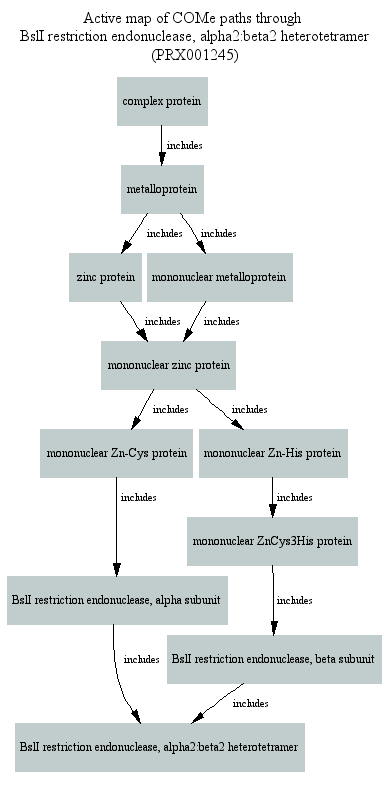 Active map of COMe paths through
BslI restriction endonuclease, alpha2:beta2 heterotetramer
(PRX001245)
complex protein
includes
metalloprotein
includes
includes
zinc protein
mononuclear metalloprotein
includes
includes
mononuclear zinc protein
includes
includes
mononuclear Zn-Cys protein
mononuclear Zn-His protein
includes
includes
mononuclear ZnCys3His protein
BslI restriction endonuclease, alpha subunit
includes
BslI restriction endonuclease, beta subunit
includes
includes
BslI restriction endonuclease, alpha2:beta2 heterotetramer